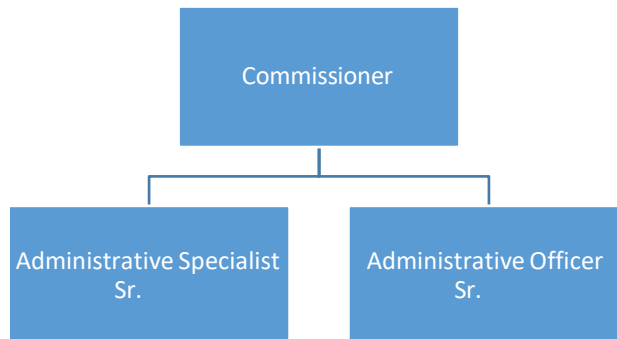 Commissioner
Administrative Specialist
Sr.
Administrative Officer
Sr.